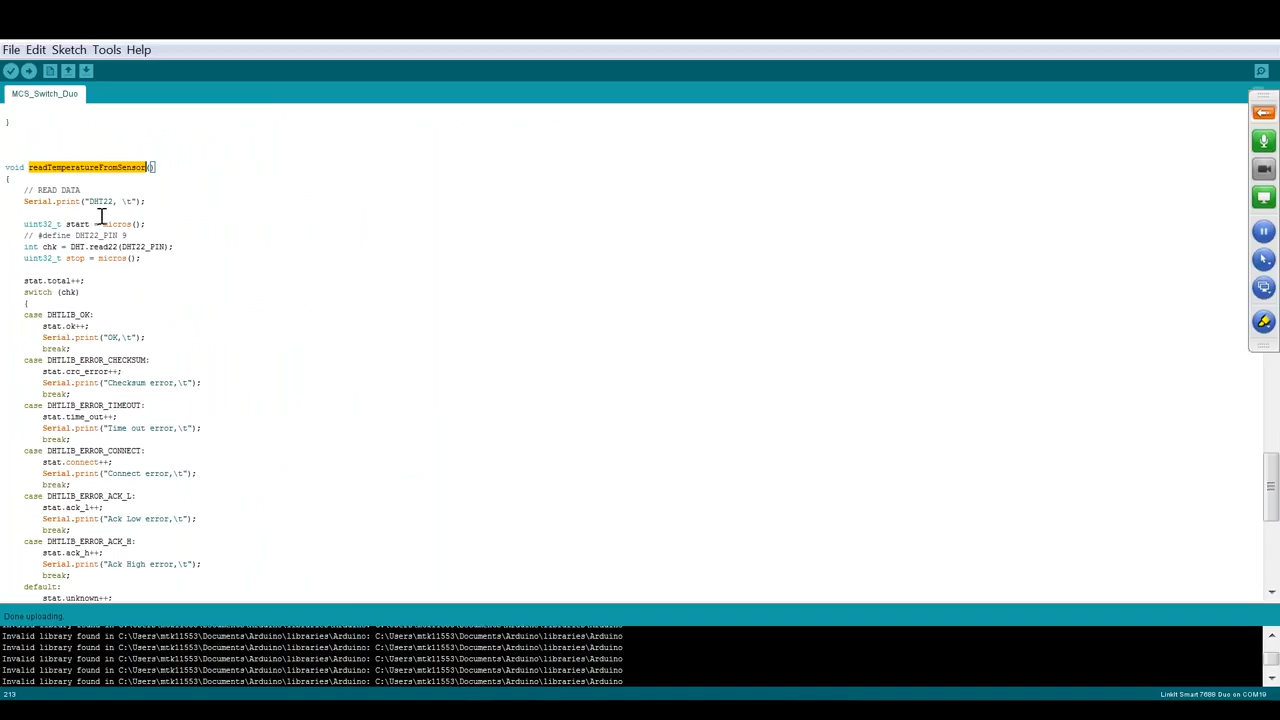 File Edit Sketch Tools Help
MCS_Switch_Duo
}
void readTemperatureFromSensor()
{
// READ DATA
Serial.print("DHT22, \t");
uint32_t start = micros();
// #define DHT22_PIN 9
int chk = DHT.read22(DHT22_PIN);
uint32_t stop = micros();
stat.total++;
switch (chk)
{
case DHTLIB_OK:
stat.ok++;
Serial.print("OK,\t");
break;
case DHTLIB_ERROR_CHECKSUM:
stat.crc_error++;
Serial.print("Checksum error,\t");
break;
case DHTLIB_ERROR_TIMEOUT:
stat.time_out++;
Serial.print("Time out error,\t");
break;
case DHTLIB_ERROR_CONNECT:
stat.connect++;
Serial.print("Connect error,\t");
break;
case DHTLIB_ERROR_ACK_L:
stat.ack_l++;
Serial.print("Ack Low error,\t");
break;
case DHTLIB_ERROR_ACK_H:
stat.ack_h++;
Serial.print("Ack High error,\t");
break;
default:
stat.unknown++;
Done uploading.
Invalid library found in C:\Users\mtk11553\Documents\Arduino\libraries\Arduino: C:\Users\mtk11553\Documents\Arduino\libraries\Arduino
Invalid library found in C:\Users\mtk11553\Documents\Arduino\libraries\Arduino: C:\Users\mtk11553\Documents\Arduino\libraries\Arduino
Invalid library found in C:\Users\mtk11553\Documents\Arduino\libraries\Arduino: C:\Users\mtk11553\Documents\Arduino\libraries\Arduino
Invalid library found in C:\Users\mtk11553\Documents\Arduino\libraries\Arduino: C:\Users\mtk11553\Documents\Arduino\libraries\Arduino
Invalid library found in C:\Users\mtk11553\Documents\Arduino\libraries\Arduino: C:\Users\mtk11553\Documents\Arduino\libraries\Arduino
Invalid library found in C:\Users\mtk11553\Documents\Arduino\libraries\Arduino: C:\Users\mtk11553\Documents\Arduino\libraries\Arduino
213
LinkIt Smart 7688 Duo on COM19